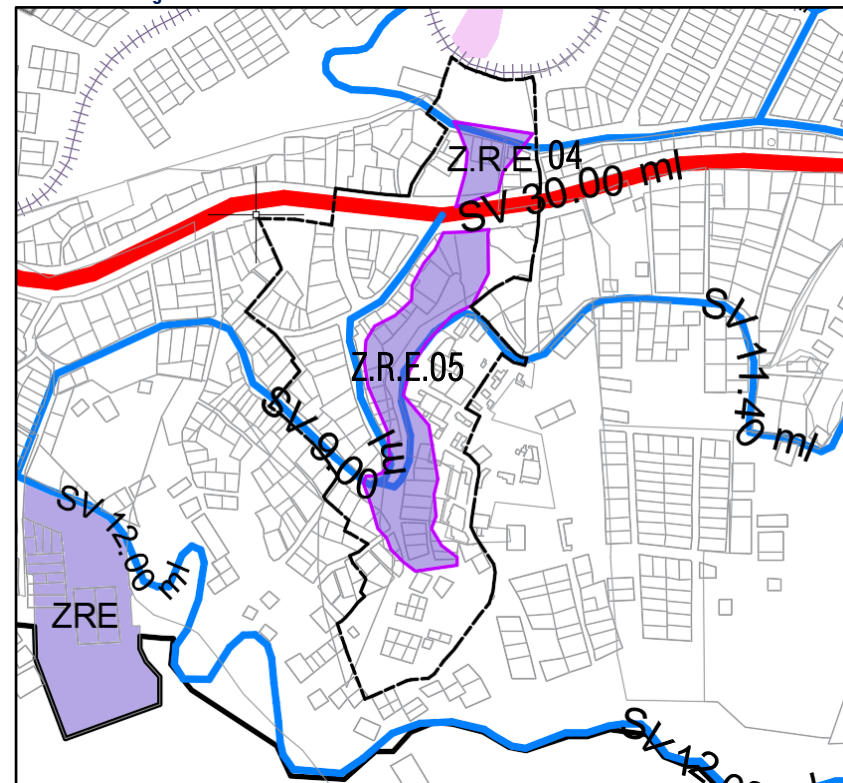 Z.R.E 04
SV 30.00 ml
SV 11.40 ml
Z.R.E.05
SV 9.00 ml
SV 12.00 ml
ZRE